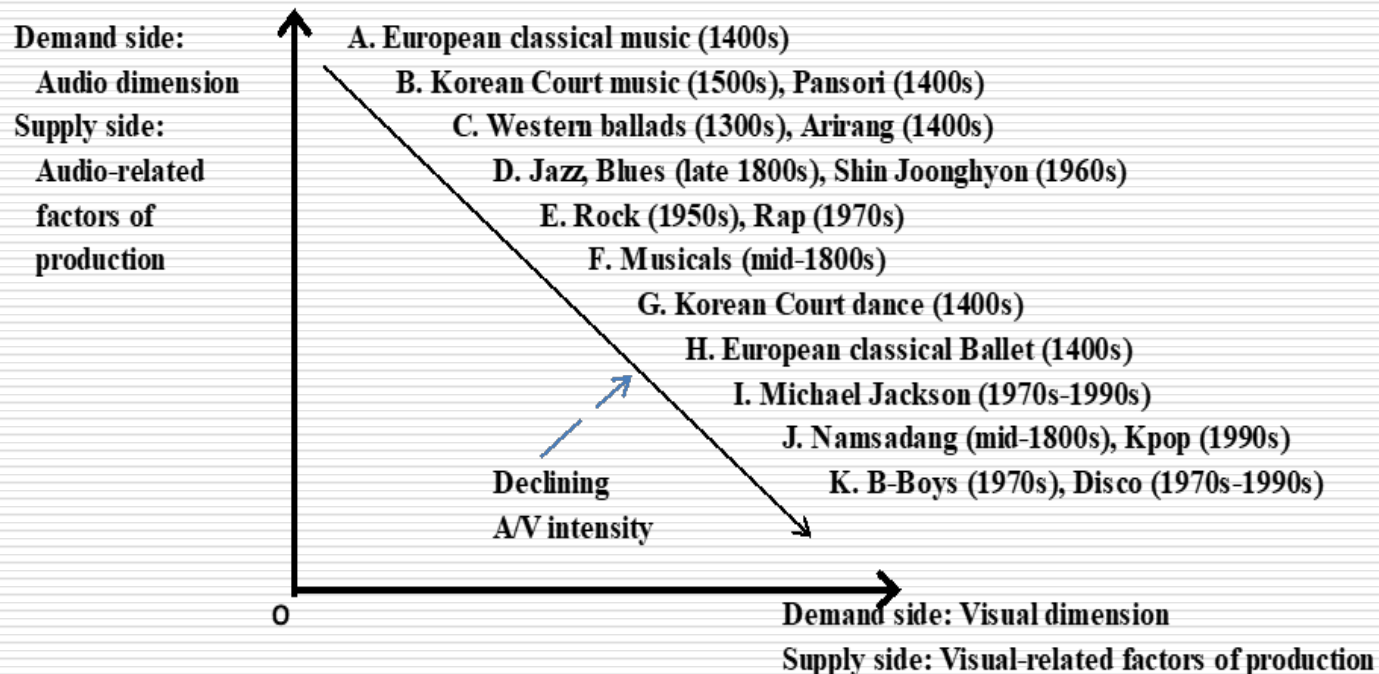 Demand side:
Audio dimension
Supply side:
Audio-related
factors of
production
A. European classical music (1400s)
B. Korean Court music (1500s), Pansori (1400s)
C. Western ballads (1300s), Arirang (1400s)
D. Jazz, Blues (late 1800s), Shin Joonghyon (1960s)
E. Rock (1950s), Rap (1970s)
F. Musicals (mid-1800s)
G. Korean Court dance (1400s)
H. European classical Ballet (1400s)
I. Michael Jackson (1970s-1990s)
J. Namsadang (mid-1800s), Kpop (1990s)
K. B-Boys (1970s), Disco (1970s-1990s)
Declining
A/V intensity
O
Demand side: Visual dimension
Supply side: Visual-related factors of production